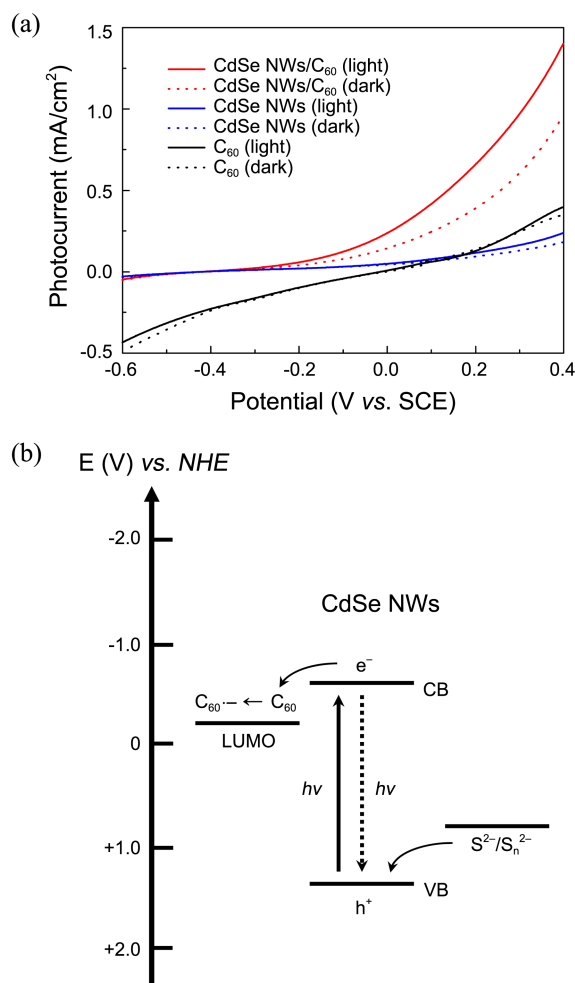 (a)
1.5
1.0
0.5
0.0
-0.5
Photocurrent (mA/cm²)
CdSe NWs/C₆₀ (light)
CdSe NWs/C₆₀ (dark)
CdSe NWs (light)
CdSe NWs (dark)
C₆₀ (light)
C₆₀ (dark)
-0.6 -0.4 -0.2 0.0 0.2 0.4
Potential (V vs. SCE)
(b)
E (V) vs. NHE
-2.0
CdSe NWs
-1.0
e⁻
CB
C₆₀·– ← C₆₀
LUMO
0
hv hv
+1.0
S²⁻/Sₙ²⁻
VB
h⁺
+2.0